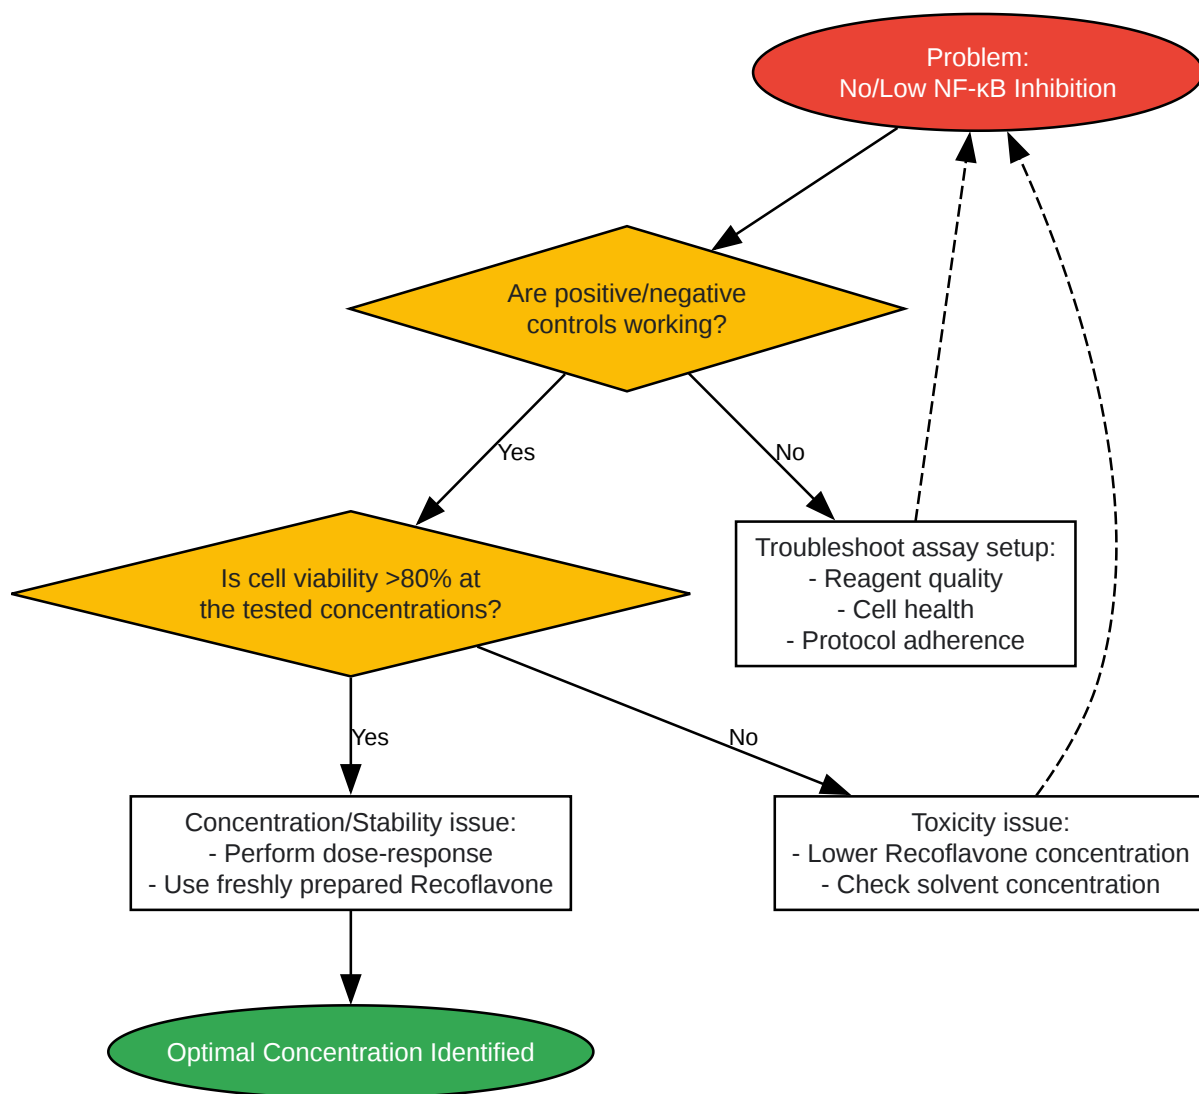 Problem:
No/Low NF-κB Inhibition
Are positive/negative
controls working?
Yes
No
Is cell viability >80% at
the tested concentrations?
Troubleshoot assay setup:
- Reagent quality
- Cell health
- Protocol adherence
Yes
No
Concentration/Stability issue:
- Perform dose-response
- Use freshly prepared Recoflavone
Toxicity issue:
- Lower Recoflavone concentration
- Check solvent concentration
Optimal Concentration Identified